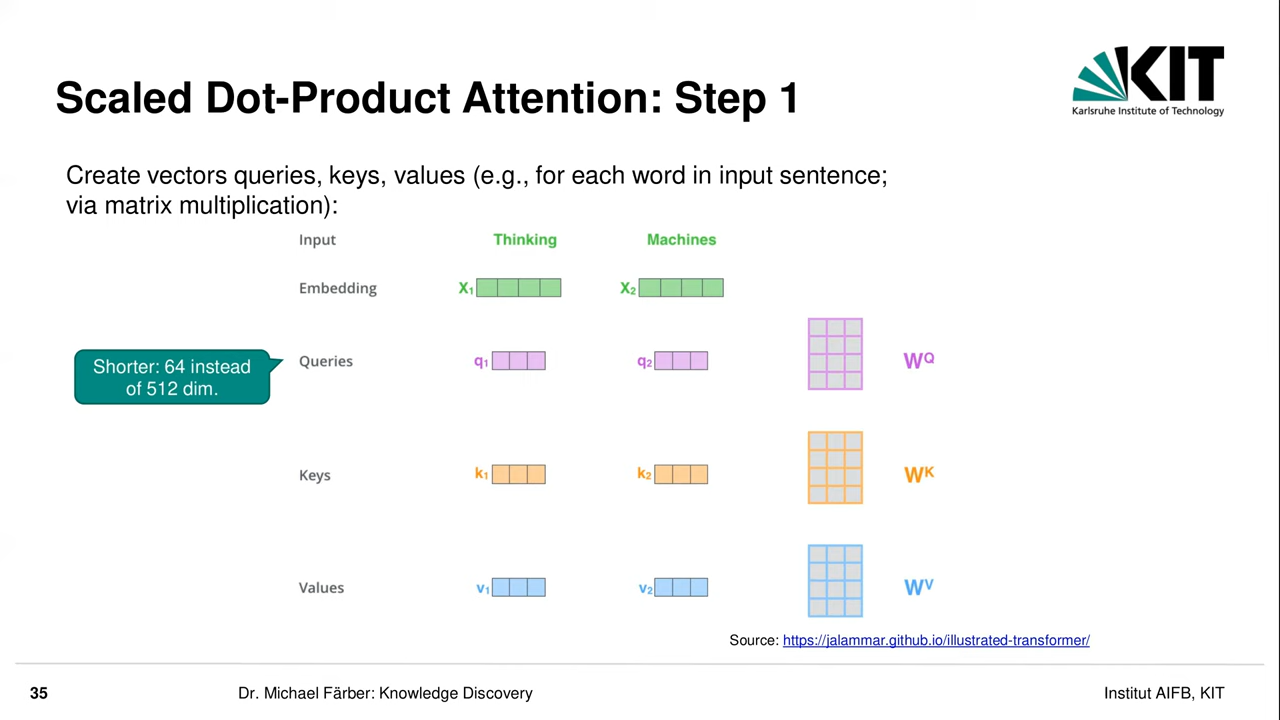 KIT
Karlsruhe Institute of Technology
Scaled Dot-Product Attention: Step 1
Create vectors queries, keys, values (e.g., for each word in input sentence;
via matrix multiplication):
Input Thinking Machines
Embedding X₁ X₂
Shorter: 64 instead
of 512 dim.
Queries q₁ q₂ W^Q
Keys k₁ k₂ W^K
Values v₁ v₂ W^V
Source: https://jalammar.github.io/illustrated-transformer/
35 Dr. Michael Färber: Knowledge Discovery Institut AIFB, KIT